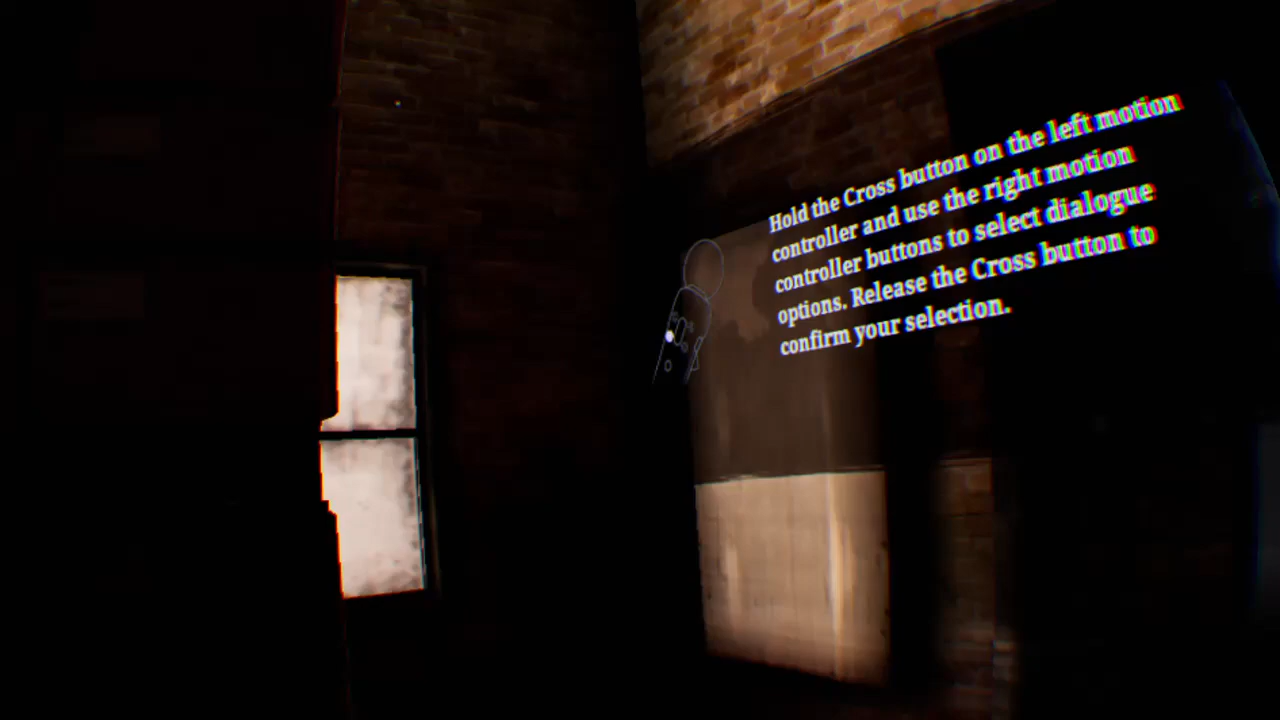 Hold the Cross button on the left motion
controller and use the right motion
controller buttons to select dialogue
options. Release the Cross button to
confirm your selection.